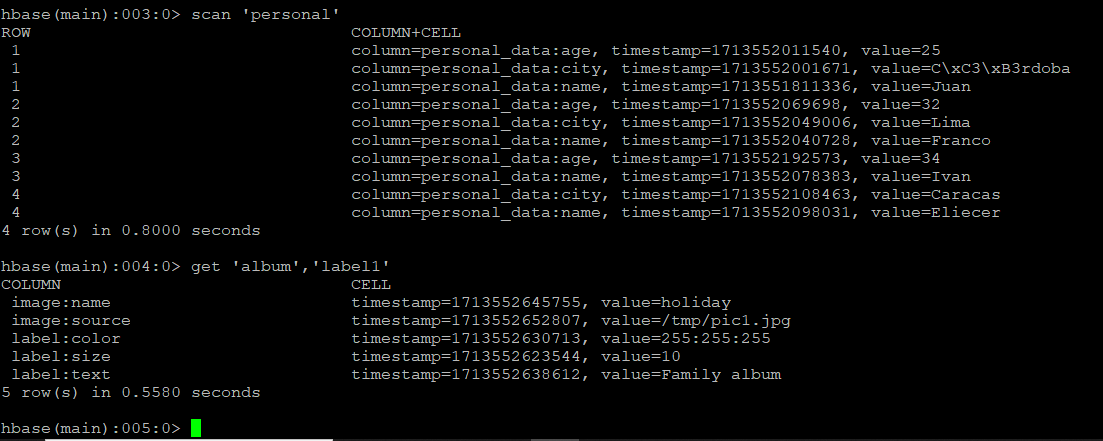 hbase(main):003:0> scan 'personal'
ROW COLUMN+CELL
1 column=personal_data:age, timestamp=1713552011540, value=25
1 column=personal_data:city, timestamp=1713552001671, value=C\xC3\xB3rdoba
1 column=personal_data:name, timestamp=1713551811336, value=Juan
2 column=personal_data:age, timestamp=1713552069698, value=32
2 column=personal_data:city, timestamp=1713552049006, value=Lima
2 column=personal_data:name, timestamp=1713552040728, value=Franco
3 column=personal_data:age, timestamp=1713552192573, value=34
3 column=personal_data:name, timestamp=1713552078383, value=Ivan
4 column=personal_data:city, timestamp=1713552108463, value=Caracas
4 column=personal_data:name, timestamp=1713552098031, value=Eliecer
4 row(s) in 0.8000 seconds
hbase(main):004:0> get 'album','label1'
COLUMN CELL
image:name timestamp=1713552645755, value=holiday
image:source timestamp=1713552652807, value=/tmp/pic1.jpg
label:color timestamp=1713552630713, value=255:255:255
label:size timestamp=1713552623544, value=10
label:text timestamp=1713552638612, value=Family album
5 row(s) in 0.5580 seconds
hbase(main):005:0>